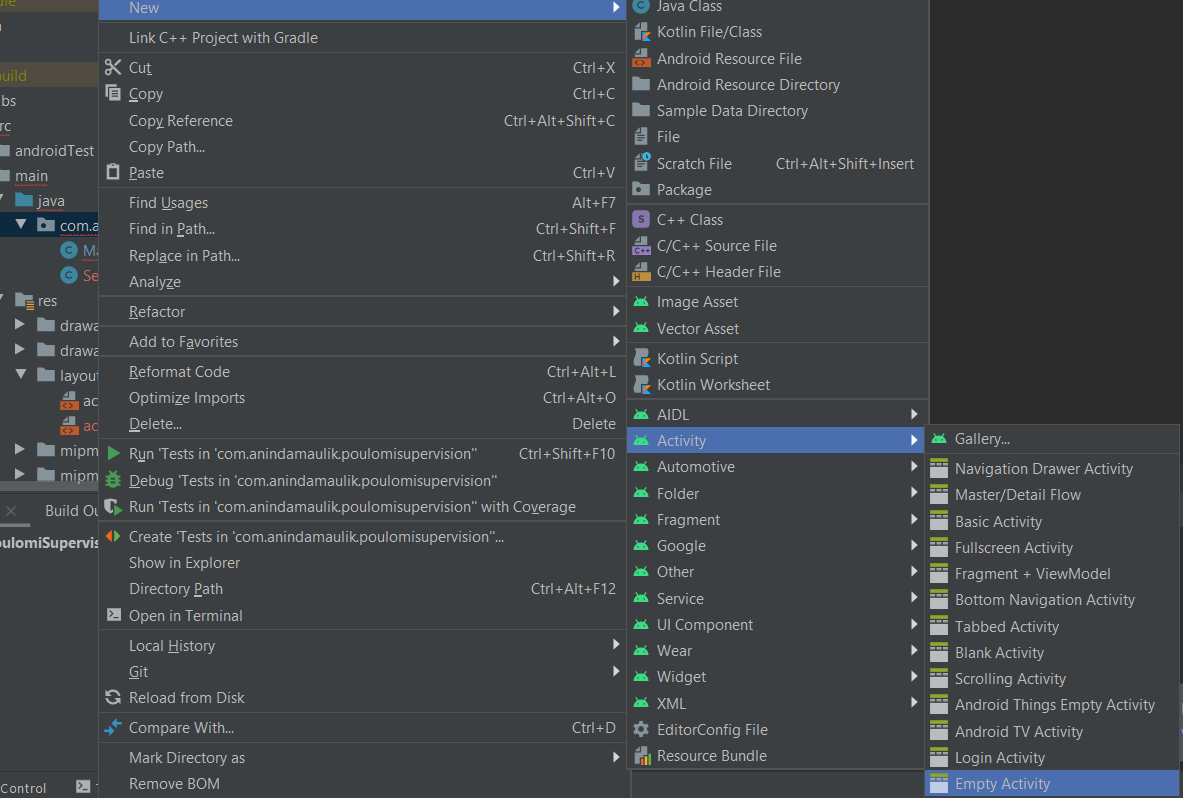 New
Link C++ Project with Gradle
Cut Ctrl+X
Copy Ctrl+C
Copy Reference Ctrl+Alt+Shift+C
Copy Path...
Paste Ctrl+V
Find Usages Alt+F7
Find in Path... Ctrl+Shift+F
Replace in Path... Ctrl+Shift+R
Analyze
Refactor
Add to Favorites
Reformat Code Ctrl+Alt+L
Optimize Imports Ctrl+Alt+O
Delete... Delete
Run 'Tests in 'com.anindamaulik.poulomisupervision'' Ctrl+Shift+F10
Debug 'Tests in 'com.anindamaulik.poulomisupervision''
Run 'Tests in 'com.anindamaulik.poulomisupervision'' with Coverage
Create 'Tests in 'com.anindamaulik.poulomisupervision''...
Show in Explorer
Directory Path Ctrl+Alt+F12
Open in Terminal
Local History
Git
Reload from Disk
Compare With... Ctrl+D
Mark Directory as
Remove BOM
Java Class
Kotlin File/Class
Android Resource File
Android Resource Directory
Sample Data Directory
File
Scratch File Ctrl+Alt+Shift+Insert
Package
S C++ Class
C++ C/C++ Source File
H C/C++ Header File
Image Asset
Vector Asset
Kotlin Script
Kotlin Worksheet
AIDL
Activity
Automotive
Folder
Fragment
Google
Other
Service
UI Component
Wear
Widget
XML
EditorConfig File
Resource Bundle
Gallery...
Navigation Drawer Activity
Master/Detail Flow
Basic Activity
Fullscreen Activity
Fragment + ViewModel
Bottom Navigation Activity
Tabbed Activity
Blank Activity
Scrolling Activity
Android Things Empty Activity
Android TV Activity
Login Activity
Empty Activity
uild
bs
rc
androidTest
main
java
com.a
C Ma
C Se
res
drawa
drawa
layout
ac
ac
mipm
mipm
Build Ou
oulomiSupervis
Control